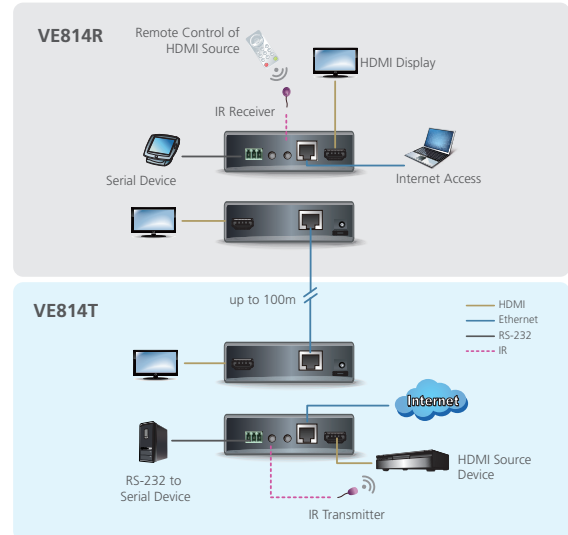 VE814R
Remote Control of
HDMI Source
HDMI Display
IR Receiver
Serial Device
Internet Access
up to 100m
VE814T
HDMI
Ethernet
RS-232
IR
Internet
RS-232 to
Serial Device
HDMI Source
Device
IR Transmitter